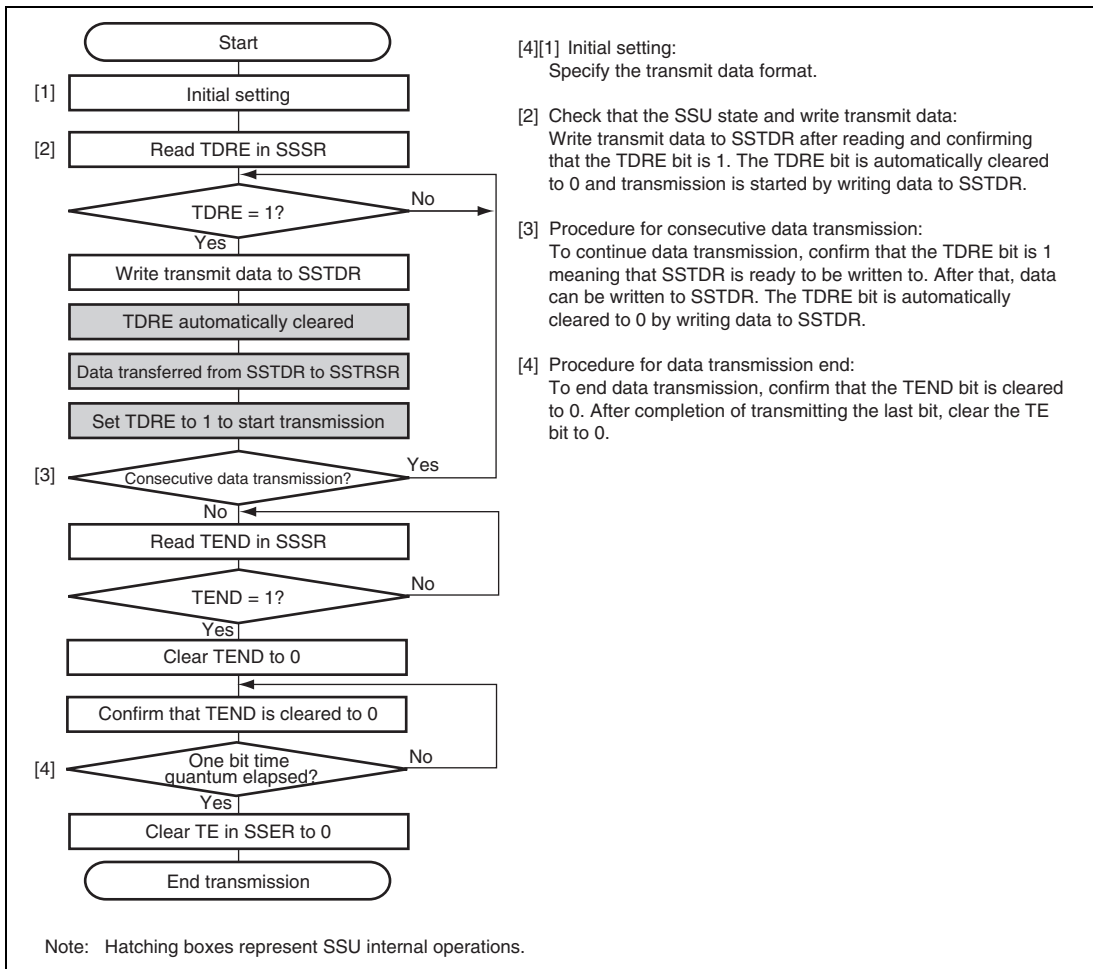 Start
[1] Initial setting
[2] Read TDRE in SSSR
TDRE = 1?
No
Yes
Write transmit data to SSTDR
TDRE automatically cleared
Data transferred from SSTDR to SSTRSR
Set TDRE to 1 to start transmission
[3] Consecutive data transmission?
Yes
No
Read TEND in SSSR
TEND = 1?
No
Yes
Clear TEND to 0
Confirm that TEND is cleared to 0
[4] One bit time
quantum elapsed?
No
Yes
Clear TE in SSER to 0
End transmission
[4][1] Initial setting:
Specify the transmit data format.
[2] Check that the SSU state and write transmit data:
Write transmit data to SSTDR after reading and confirming
that the TDRE bit is 1. The TDRE bit is automatically cleared
to 0 and transmission is started by writing data to SSTDR.
[3] Procedure for consecutive data transmission:
To continue data transmission, confirm that the TDRE bit is 1
meaning that SSTDR is ready to be written to. After that, data
can be written to SSTDR. The TDRE bit is automatically
cleared to 0 by writing data to SSTDR.
[4] Procedure for data transmission end:
To end data transmission, confirm that the TEND bit is cleared
to 0. After completion of transmitting the last bit, clear the TE
bit to 0.
Note: Hatching boxes represent SSU internal operations.